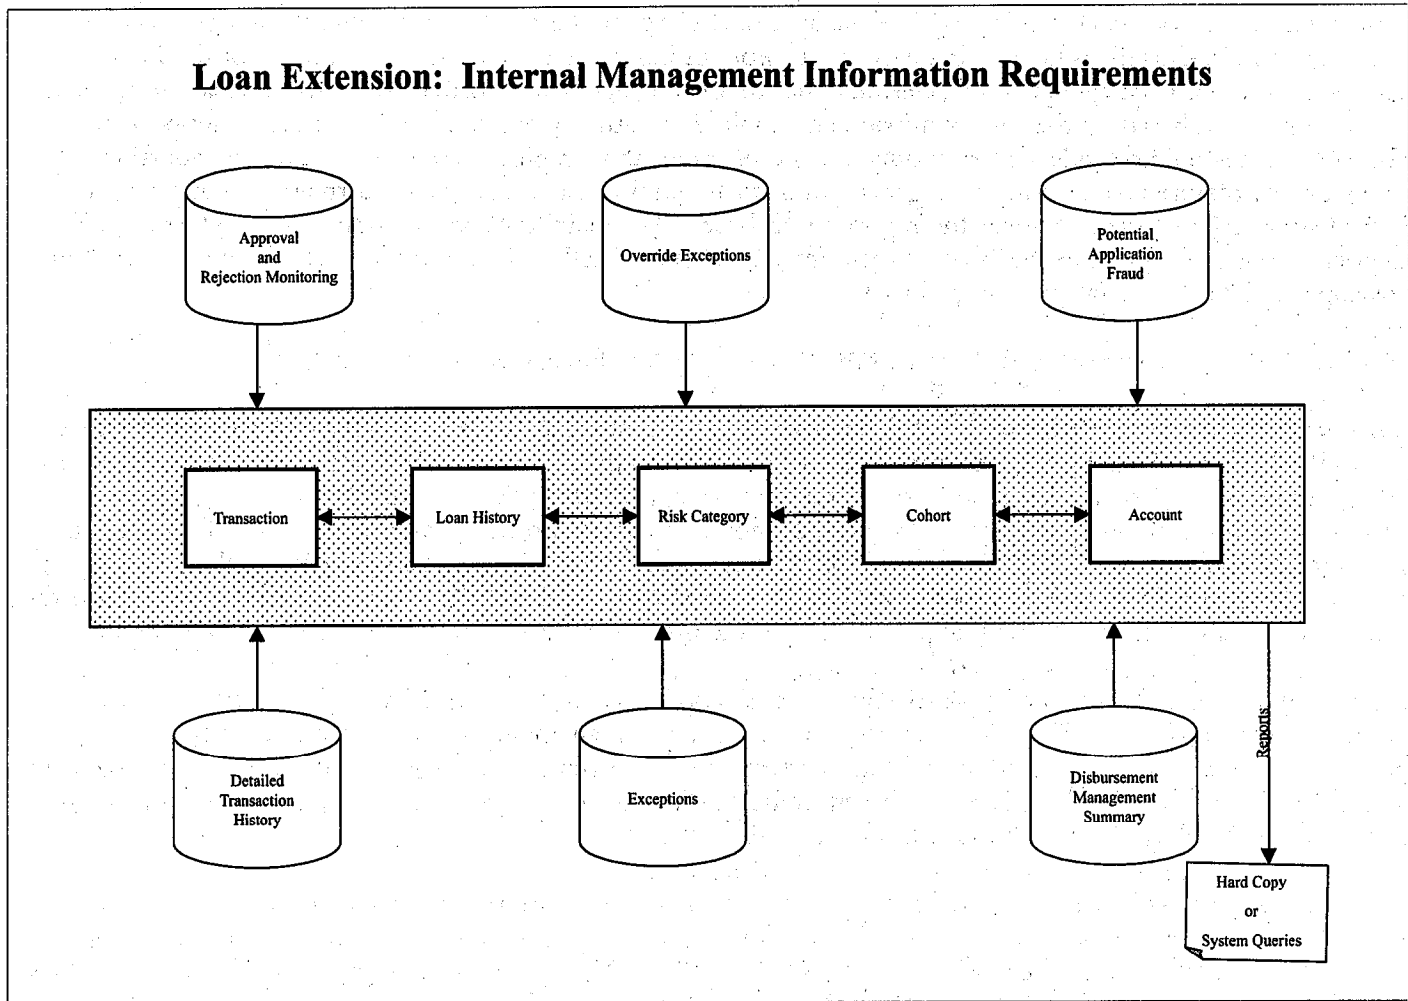 Loan Extension: Internal Management Information Requirements
Approval
and
Rejection Monitoring
Override Exceptions
Potential
Application
Fraud
Transaction
Loan History
Risk Category
Cohort
Account
Detailed
Transaction
History
Exceptions
Disbursement
Management
Summary
Reports
Hard Copy
or
System Queries